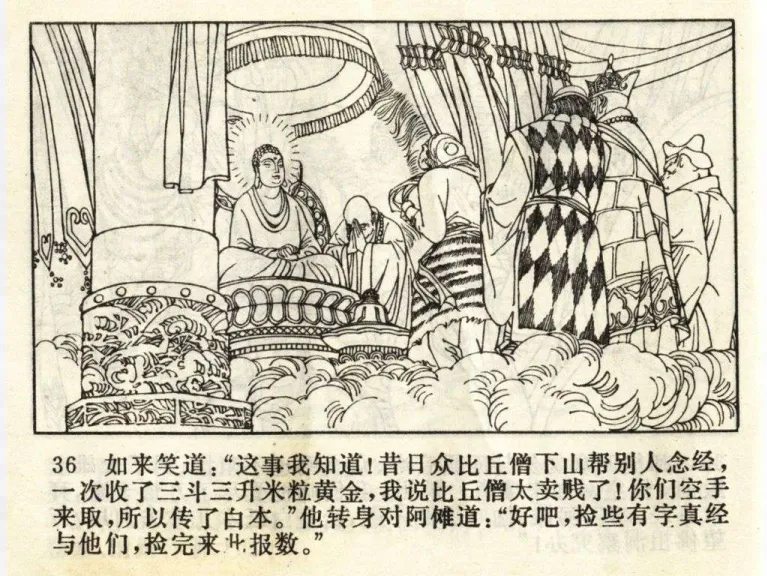 36 如来笑道:“这事我知道!昔日众比丘僧下山帮别人念经,
一次收了三斗三升米粒黄金,我说比丘僧太卖贱了!你们空手
来取,所以传了白本。”他转身对阿傩道:“好吧,捡些有字真经
与他们,捡完来此报数。”